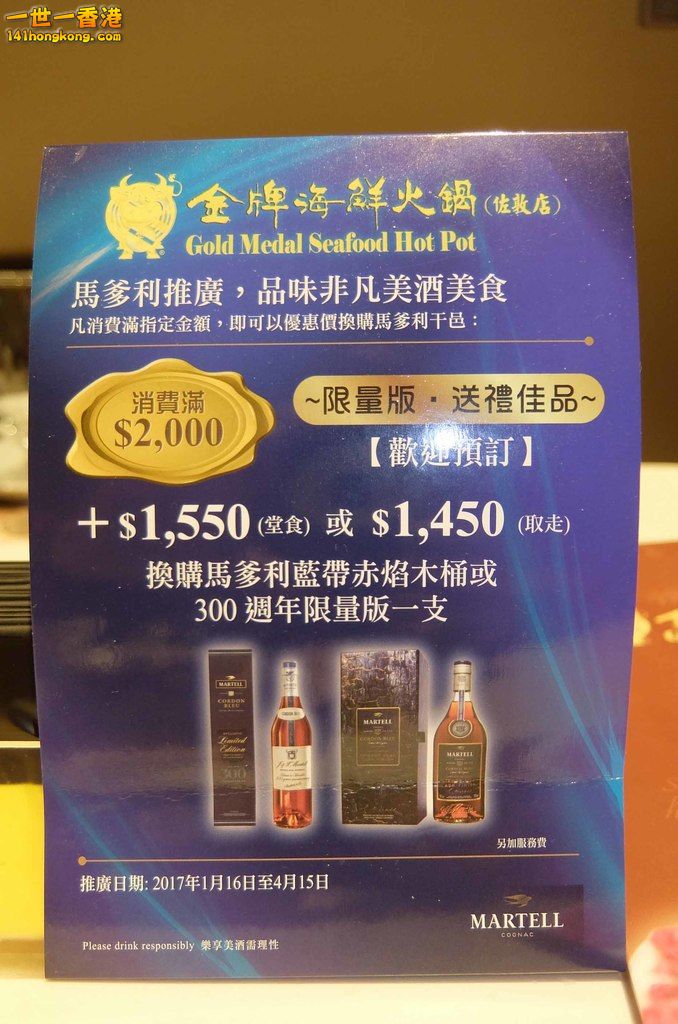 一世一香港
141hongkong.com
金牌海鮮火鍋(佐敦店)
Gold Medal Seafood Hot Pot
馬爹利推廣，品味非凡美酒美食
凡消費滿指定金額，即可以優惠價換購馬爹利干邑：
消費滿
$2,000
~限量版·送禮佳品~
【歡迎預訂】
＋$1,550(堂食) 或 $1,450 (取走)
換購馬爹利藍帶赤焰木桶或
300 週年限量版一支
MARTELL
CORDON
BLEU
Limited
Edition
300
MARTELL
CORDON BLEU
MARTELL
另加服務費
推廣日期: 2017年1月16日至4月15日
MARTELL
COGNAC
Please drink responsibly 樂享美酒需理性